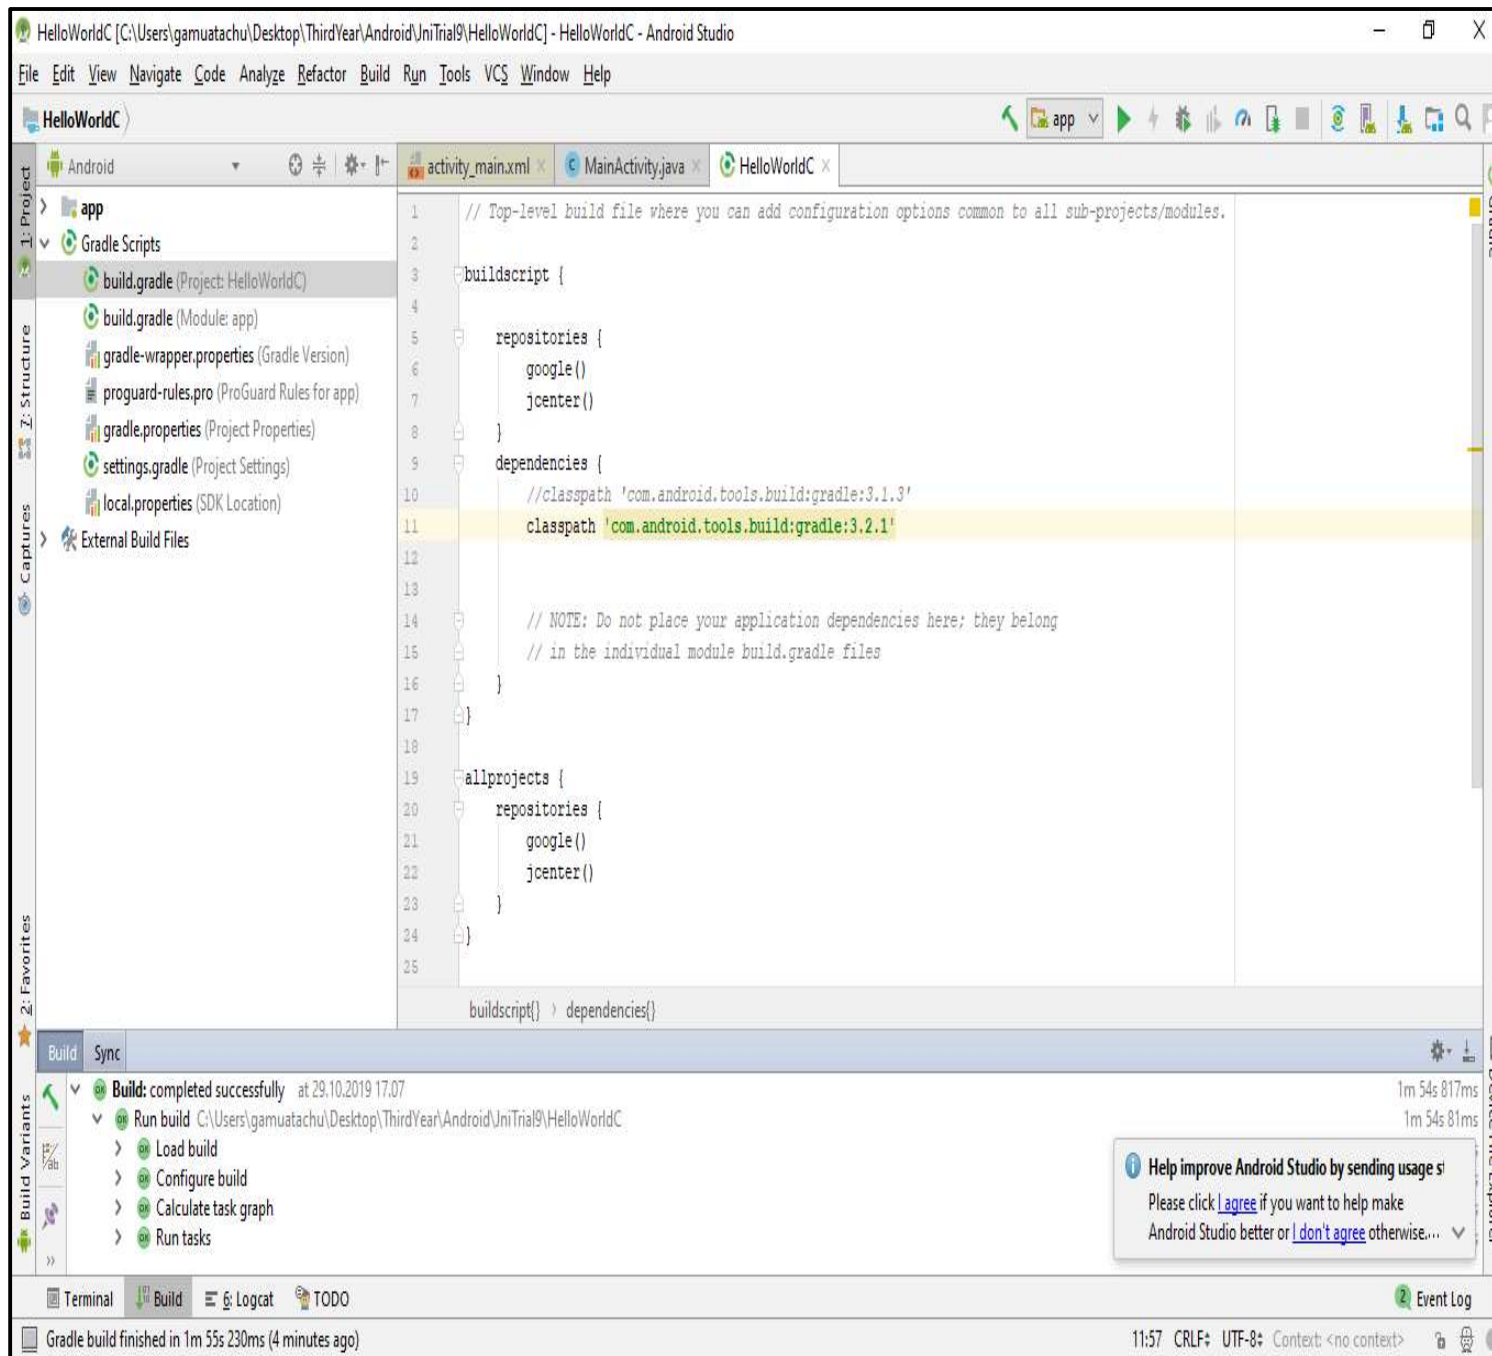 HelloWorldC [C:\Users\gamuatachu\Desktop\ThirdYear\Android\JniTrial9\HelloWorldC] - HelloWorldC - Android Studio
File Edit View Navigate Code Analyze Refactor Build Run Tools VCS Window Help
HelloWorldC
app
Android
activity_main.xml
MainActivity.java
HelloWorldC
1: Project
7: Structure
Captures
2: Favorites
Build Variants
app
Gradle Scripts
build.gradle (Project: HelloWorldC)
build.gradle (Module: app)
gradle-wrapper.properties (Gradle Version)
proguard-rules.pro (ProGuard Rules for app)
gradle.properties (Project Properties)
settings.gradle (Project Settings)
local.properties (SDK Location)
External Build Files
1 // Top-level build file where you can add configuration options common to all sub-projects/modules.
2
3 buildscript {
4
5 repositories {
6 google()
7 jcenter()
8 }
9 dependencies {
10 //classpath 'com.android.tools.build:gradle:3.1.3'
11 classpath 'com.android.tools.build:gradle:3.2.1'
12
13
14 // NOTE: Do not place your application dependencies here; they belong
15 // in the individual module build.gradle files
16 }
17 }
18
19 allprojects {
20 repositories {
21 google()
22 jcenter()
23 }
24 }
25
buildscript{} › dependencies{}
Build Sync
Build: completed successfully at 29.10.2019 17.07 1m 54s 817ms
Run build C:\Users\gamuatachu\Desktop\ThirdYear\Android\JniTrial9\HelloWorldC 1m 54s 81ms
Load build
Configure build
Calculate task graph
Run tasks
Help improve Android Studio by sending usage st
Please click I agree if you want to help make
Android Studio better or I don't agree otherwise....
Terminal Build 6: Logcat TODO 2 Event Log
Gradle build finished in 1m 55s 230ms (4 minutes ago) 11:57 CRLF UTF-8 Context: <no context>